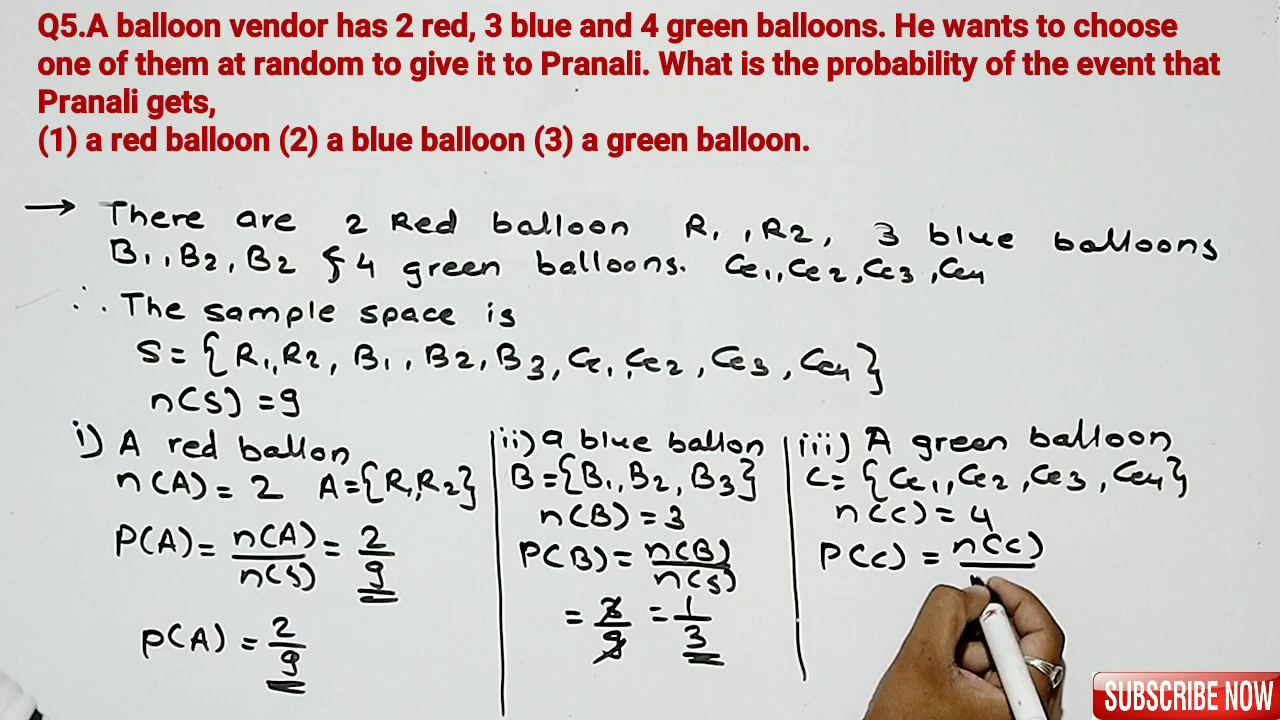 Q5.A balloon vendor has 2 red, 3 blue and 4 green balloons. He wants to choose
one of them at random to give it to Pranali. What is the probability of the event that
Pranali gets,
(1) a red balloon (2) a blue balloon (3) a green balloon.
→ There are 2 Red balloon R1, R2, 3 blue balloons
B1, B2, B2 & 4 green balloons. G1, G2, G3, G4
∴ The sample space is
S = {R1, R2, B1, B2, B3, G1, G2, G3, G4}
n(S) = 9
i) A red ballon
n(A) = 2 A={R1, R2}
P(A) = n(A)/n(S) = 2/9
P(A) = 2/9
ii) a blue ballon
B={B1, B2, B3}
n(B) = 3
P(B) = n(B)/n(S)
= 3/9 = 1/3
iii) A green balloon
C = {G1, G2, G3, G4}
n(C) = 4
P(C) = n(C)
SUBSCRIBE NOW